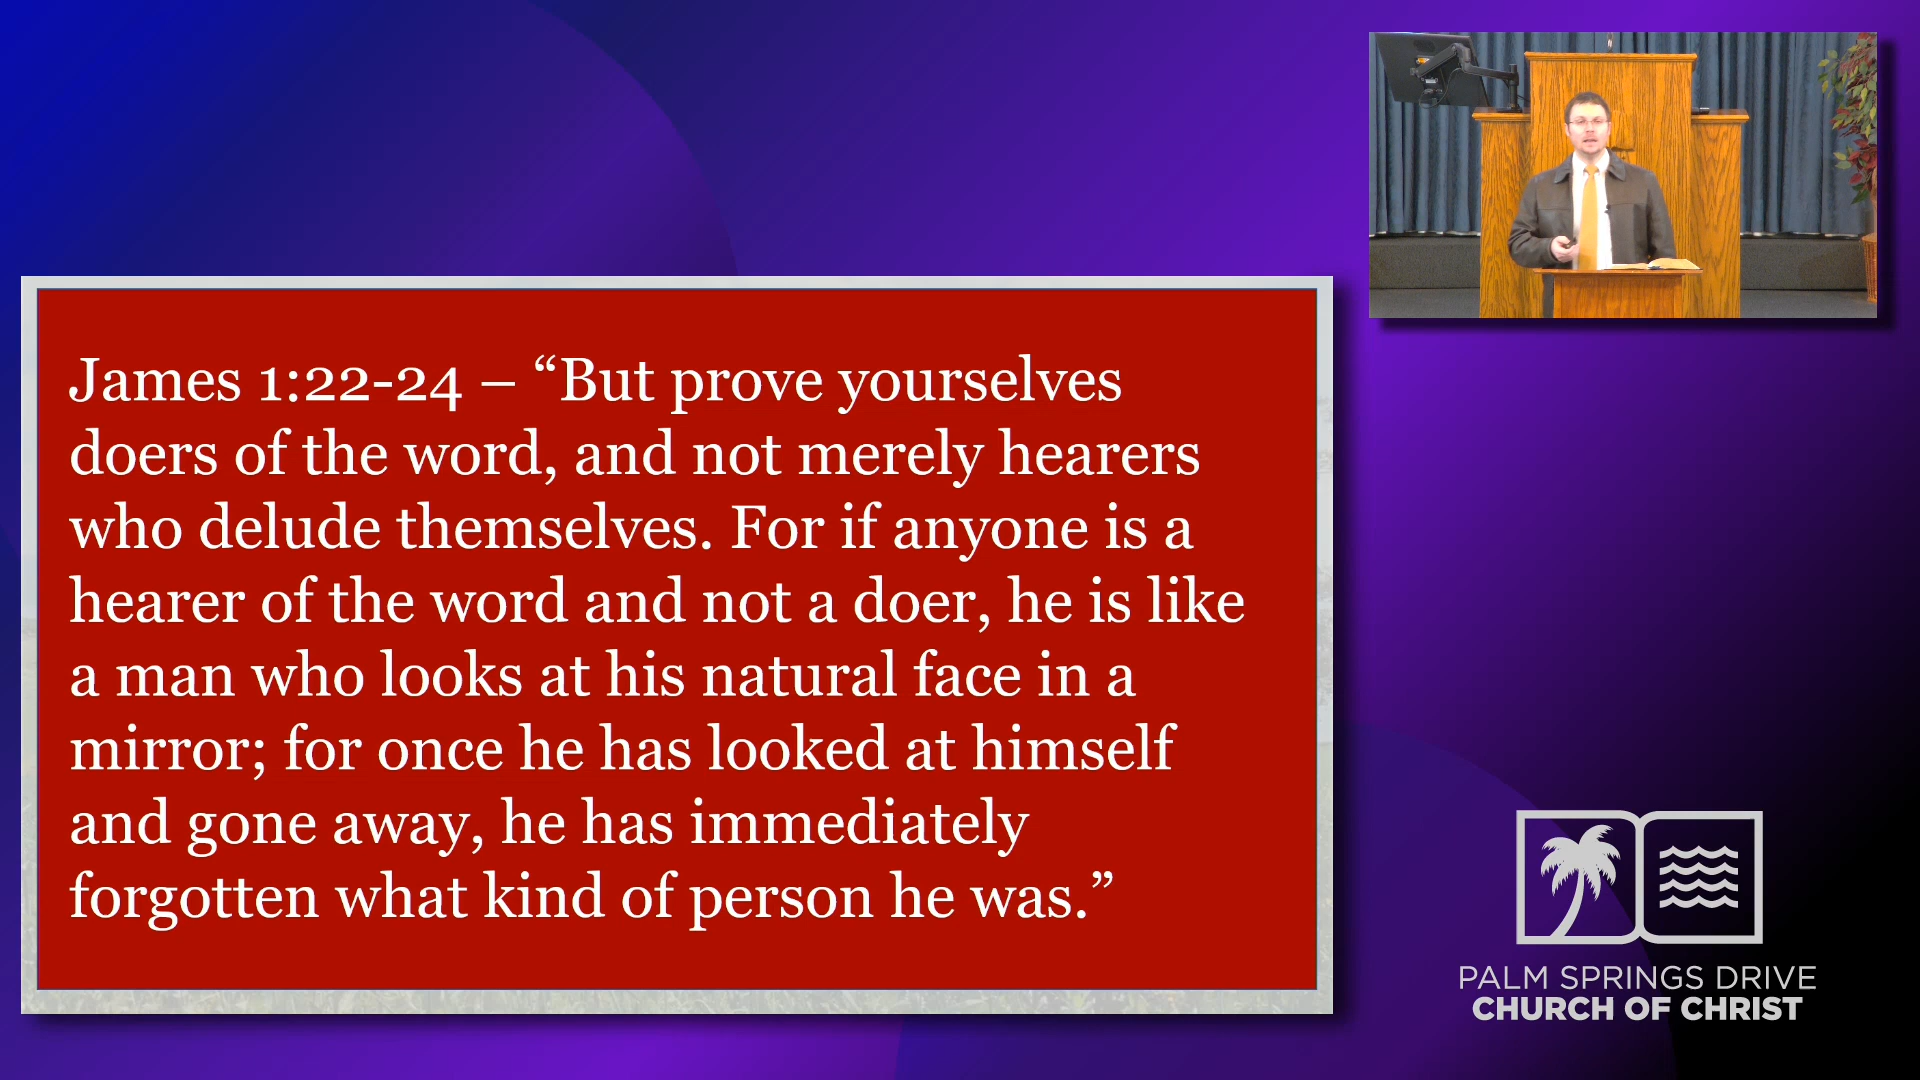 James 1:22-24 – “But prove yourselves
doers of the word, and not merely hearers
who delude themselves. For if anyone is a
hearer of the word and not a doer, he is like
a man who looks at his natural face in a
mirror; for once he has looked at himself
and gone away, he has immediately
forgotten what kind of person he was.”
PALM SPRINGS DRIVE
CHURCH OF CHRIST